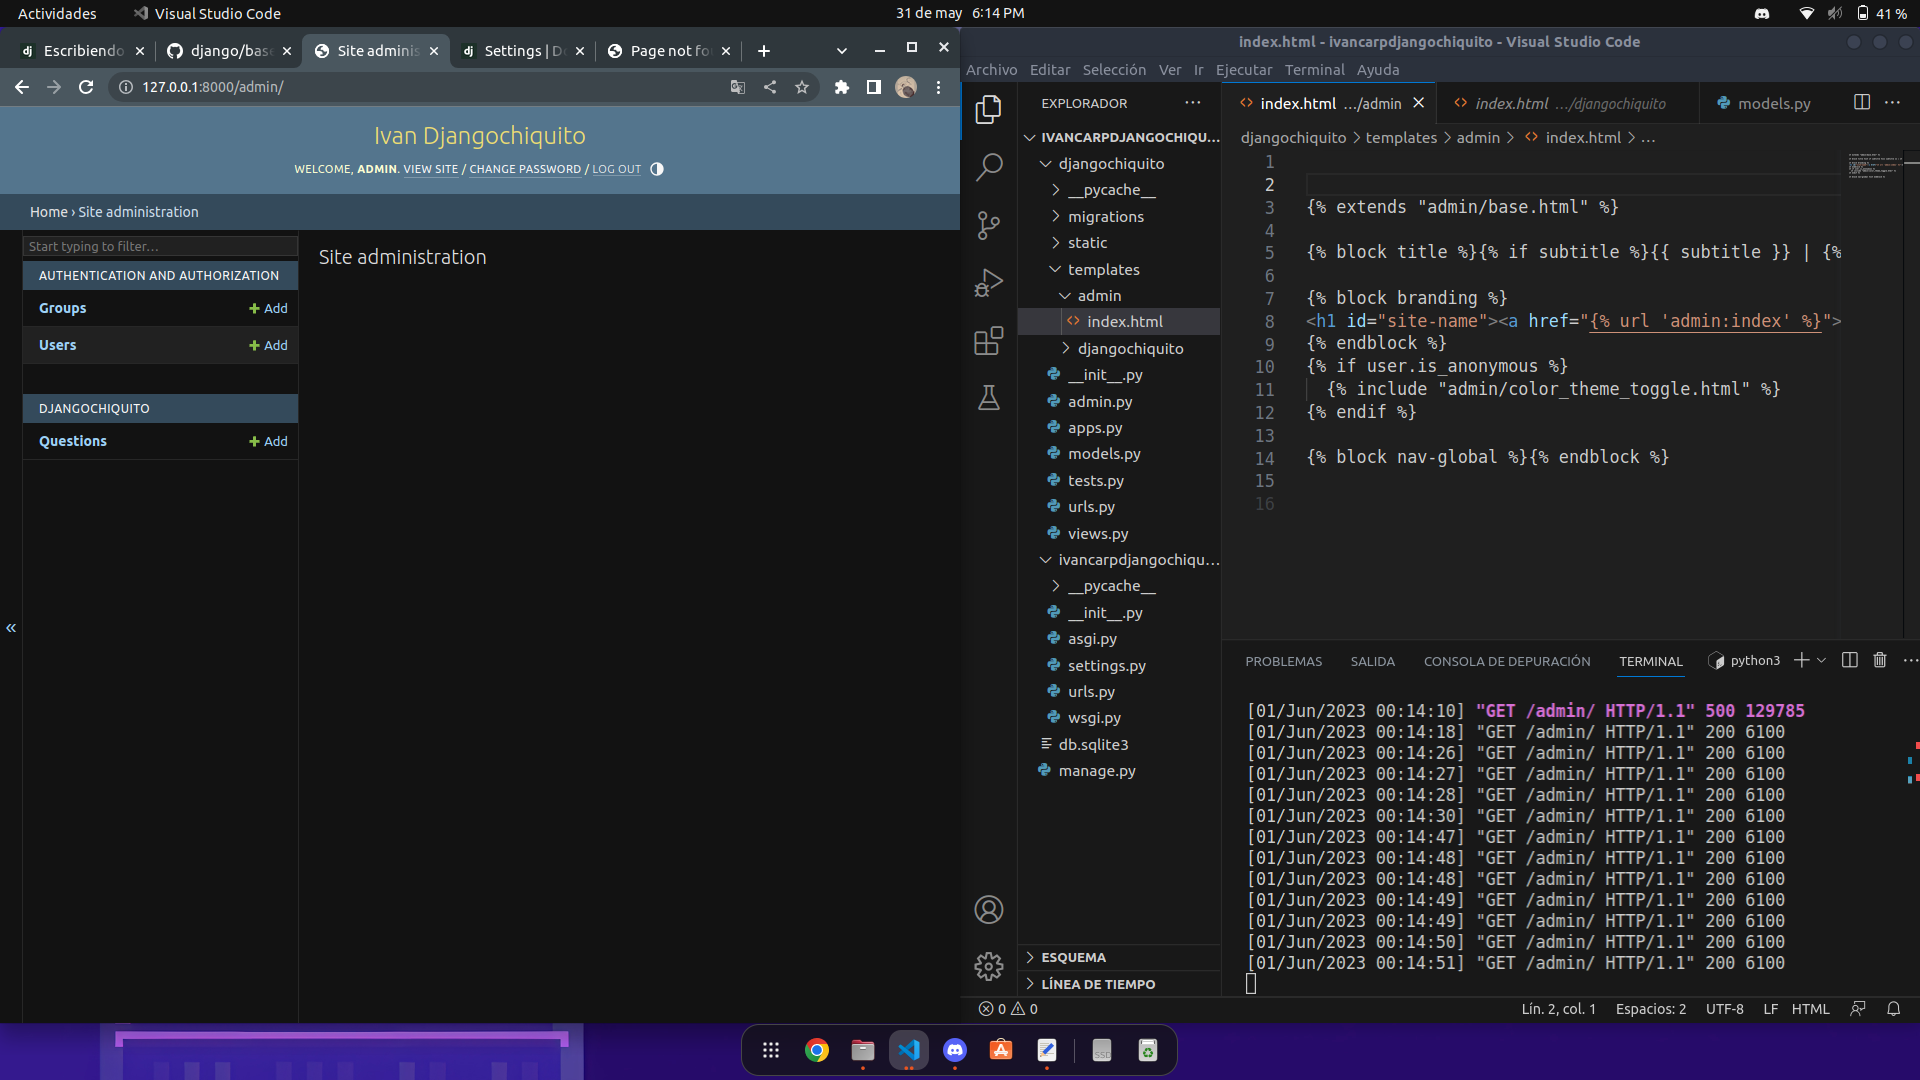 Actividades
Visual Studio Code
31 de may 6:14 PM
41 %
Escribiendo
django/base
Site adminis
Settings | Do
Page not fo
127.0.0.1:8000/admin/
Ivan Djangochiquito
WELCOME, ADMIN. VIEW SITE / CHANGE PASSWORD / LOG OUT
Home › Site administration
Start typing to filter...
AUTHENTICATION AND AUTHORIZATION
Groups
Add
Users
Add
DJANGOCHIQUITO
Questions
Add
«
Site administration
index.html - ivancarpdjangochiquito - Visual Studio Code
Archivo Editar Selección Ver Ir Ejecutar Terminal Ayuda
EXPLORADOR
IVANCARPDJANGOCHIQU...
djangochiquito
__pycache__
migrations
static
templates
admin
index.html
djangochiquito
__init__.py
admin.py
apps.py
models.py
tests.py
urls.py
views.py
ivancarpdjangochiqu...
__pycache__
__init__.py
asgi.py
settings.py
urls.py
wsgi.py
db.sqlite3
manage.py
ESQUEMA
LÍNEA DE TIEMPO
index.html .../admin
index.html .../djangochiquito
models.py
djangochiquito > templates > admin > index.html > ...
1
2
3 {% extends "admin/base.html" %}
4
5 {% block title %}{% if subtitle %}{{ subtitle }} | {%
6
7 {% block branding %}
8 <h1 id="site-name"><a href="{% url 'admin:index' %}">
9 {% endblock %}
10 {% if user.is_anonymous %}
11 {% include "admin/color_theme_toggle.html" %}
12 {% endif %}
13
14 {% block nav-global %}{% endblock %}
15
16
PROBLEMAS SALIDA CONSOLA DE DEPURACIÓN TERMINAL python3
[01/Jun/2023 00:14:10] "GET /admin/ HTTP/1.1" 500 129785
[01/Jun/2023 00:14:18] "GET /admin/ HTTP/1.1" 200 6100
[01/Jun/2023 00:14:26] "GET /admin/ HTTP/1.1" 200 6100
[01/Jun/2023 00:14:27] "GET /admin/ HTTP/1.1" 200 6100
[01/Jun/2023 00:14:28] "GET /admin/ HTTP/1.1" 200 6100
[01/Jun/2023 00:14:30] "GET /admin/ HTTP/1.1" 200 6100
[01/Jun/2023 00:14:47] "GET /admin/ HTTP/1.1" 200 6100
[01/Jun/2023 00:14:48] "GET /admin/ HTTP/1.1" 200 6100
[01/Jun/2023 00:14:48] "GET /admin/ HTTP/1.1" 200 6100
[01/Jun/2023 00:14:49] "GET /admin/ HTTP/1.1" 200 6100
[01/Jun/2023 00:14:49] "GET /admin/ HTTP/1.1" 200 6100
[01/Jun/2023 00:14:50] "GET /admin/ HTTP/1.1" 200 6100
[01/Jun/2023 00:14:51] "GET /admin/ HTTP/1.1" 200 6100
0 0
Lín. 2, col. 1 Espacios: 2 UTF-8 LF HTML
SSD